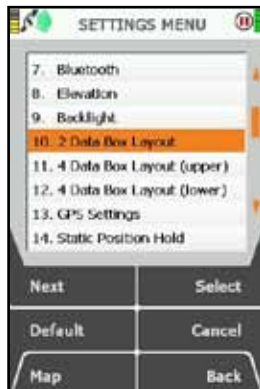 SETTINGS MENU
7. Bluetooth
8. Elevation
9. Backlight
10. 2 Data Box Layout
11. 4 Data Box Layout (upper)
12. 4 Data Box Layout (lower)
13. GPS Settings
14. Static Position Hold
Next Select
Default Cancel
Map Back